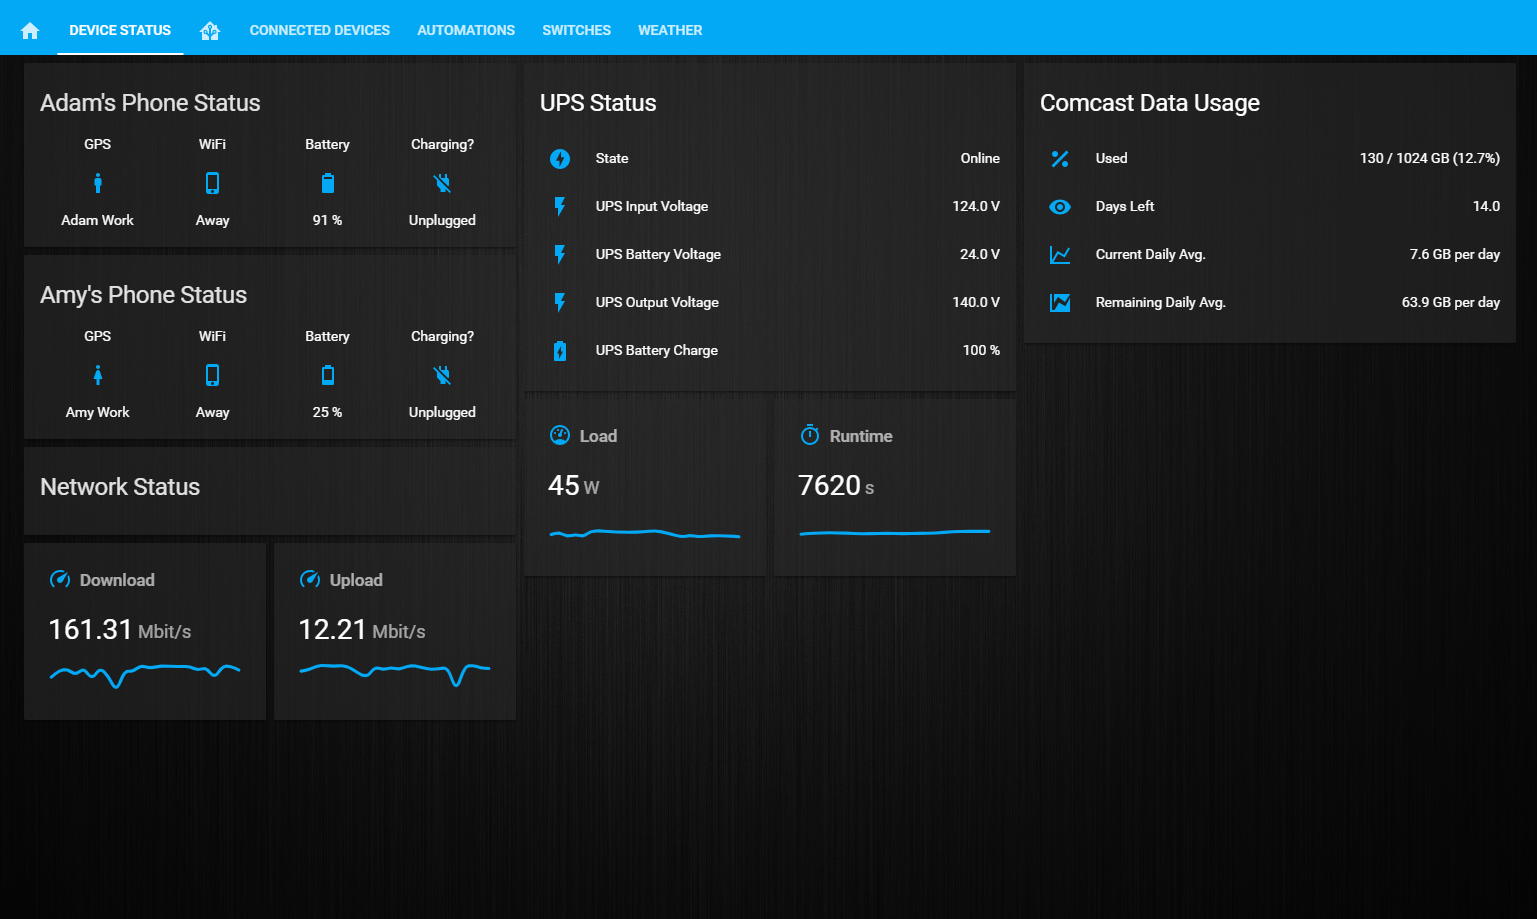 DEVICE STATUS CONNECTED DEVICES AUTOMATIONS SWITCHES WEATHER
Adam's Phone Status
GPS WiFi Battery Charging?
Adam Work Away 91 % Unplugged
Amy's Phone Status
GPS WiFi Battery Charging?
Amy Work Away 25 % Unplugged
Network Status
Download
161.31 Mbit/s
Upload
12.21 Mbit/s
UPS Status
State Online
UPS Input Voltage 124.0 V
UPS Battery Voltage 24.0 V
UPS Output Voltage 140.0 V
UPS Battery Charge 100 %
Load
45 W
Runtime
7620 s
Comcast Data Usage
Used 130 / 1024 GB (12.7%)
Days Left 14.0
Current Daily Avg. 7.6 GB per day
Remaining Daily Avg. 63.9 GB per day